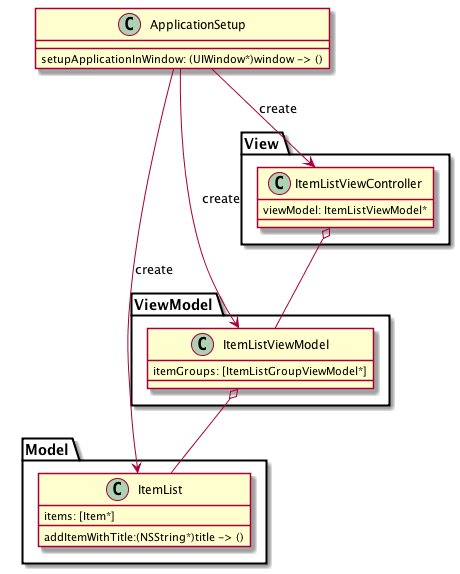 C ApplicationSetup
setupApplicationInWindow: (UIWindow*)window -> ()
create
View
C ItemListViewController
viewModel: ItemListViewModel*
create
create
ViewModel
C ItemListViewModel
itemGroups: [ItemListGroupViewModel*]
Model
C ItemList
items: [Item*]
addItemWithTitle:(NSString*)title -> ()